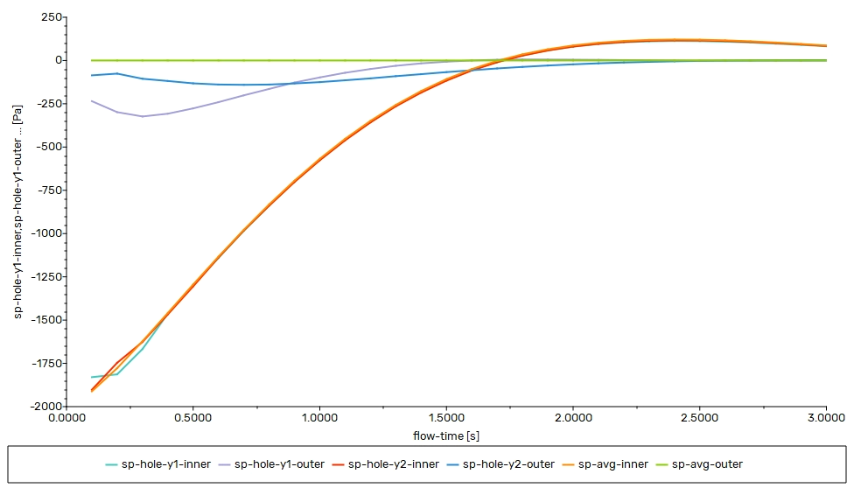 250
0
-250
-500
-750
-1000
-1250
-1500
-1750
-2000
sp-hole-y1-inner,sp-hole-y1-outer ... [Pa]
0.0000 0.5000 1.0000 1.5000 2.0000 2.5000 3.0000
flow-time [s]
sp-hole-y1-inner sp-hole-y1-outer sp-hole-y2-inner sp-hole-y2-outer sp-avg-inner sp-avg-outer